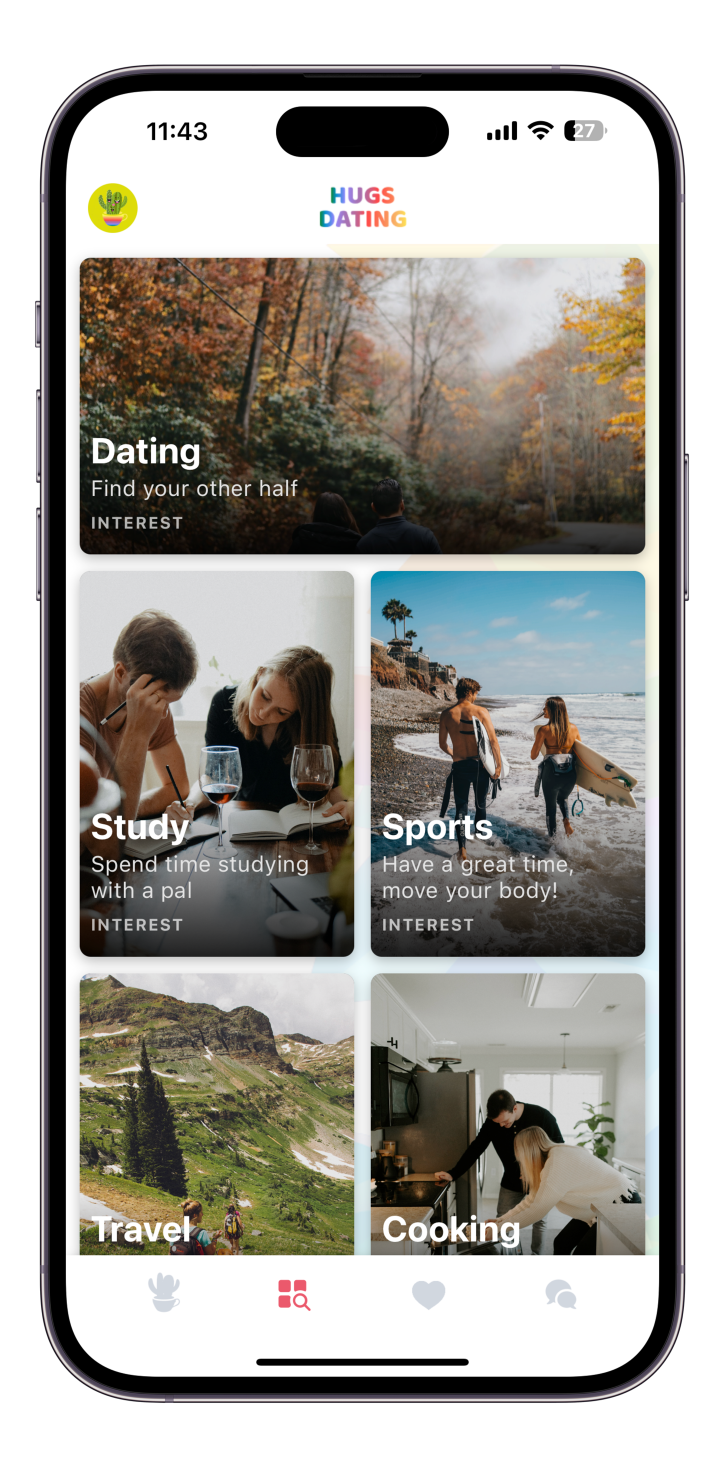 11:43
27
HUGS
DATING
Dating
Find your other half
INTEREST
Study
Spend time studying
with a pal
INTEREST
Sports
Have a great time,
move your body!
INTEREST
Travel
Cooking